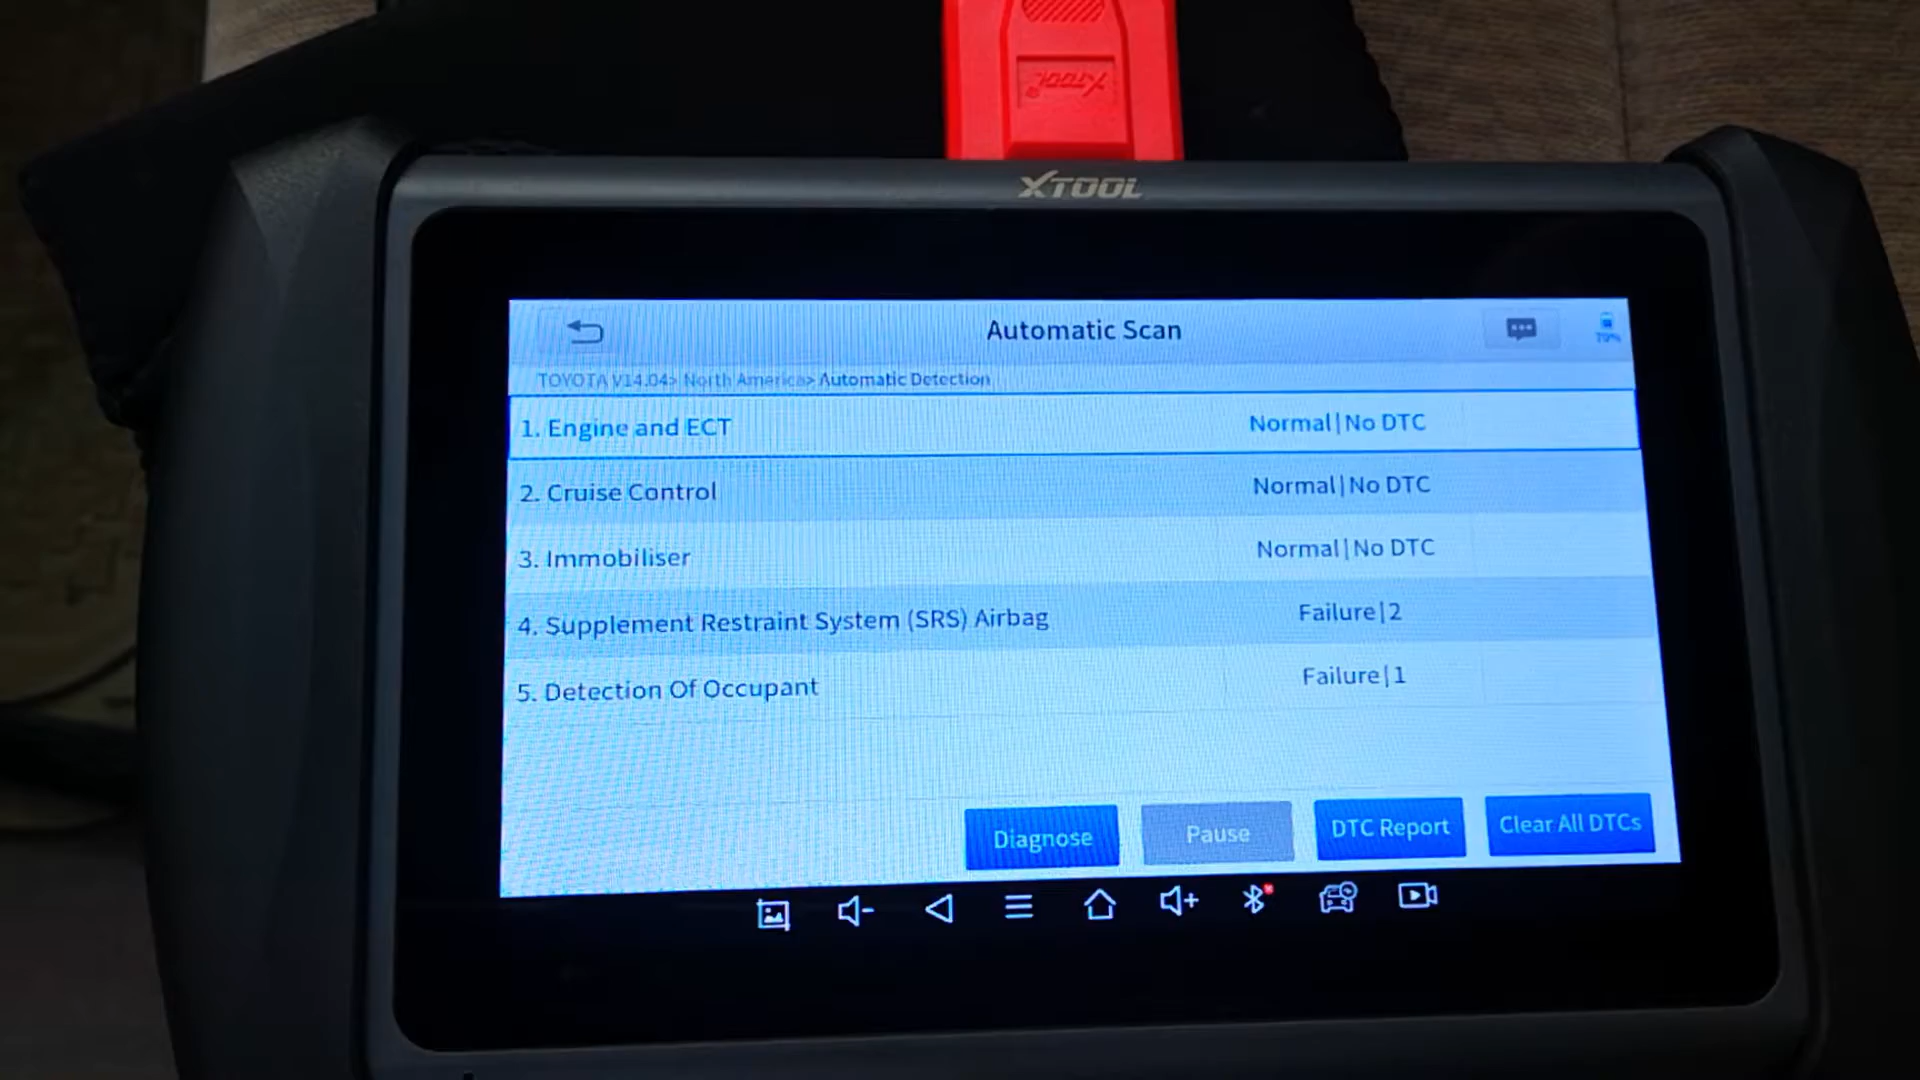 XTOOL®
XTOOL
Automatic Scan
79%
TOYOTA V14.04> North America> Automatic Detection
1. Engine and ECT Normal|No DTC
2. Cruise Control Normal|No DTC
3. Immobiliser Normal|No DTC
4. Supplement Restraint System (SRS) Airbag Failure|2
5. Detection Of Occupant Failure|1
Diagnose Pause DTC Report Clear All DTCs